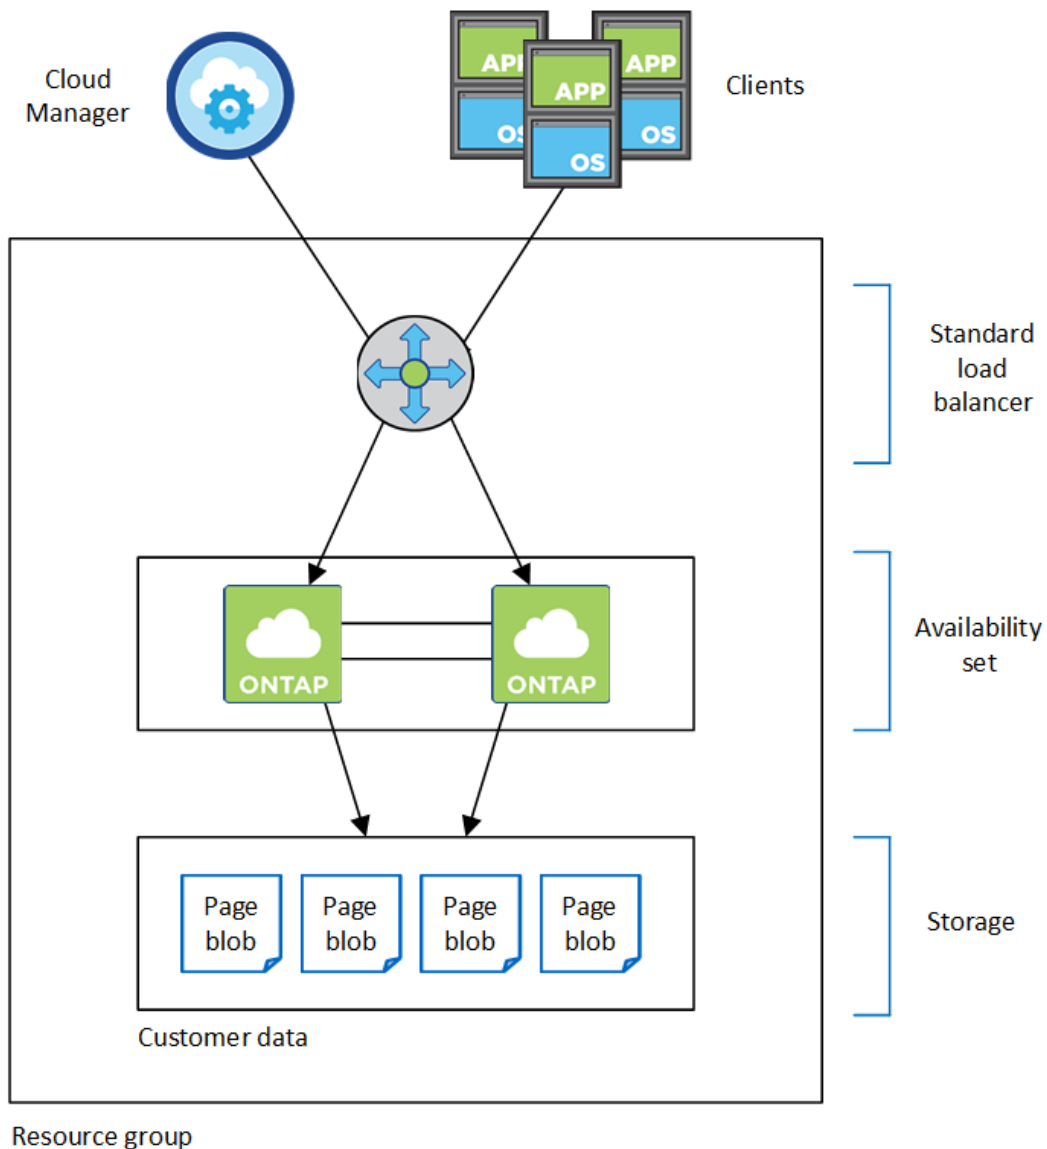 Cloud
Manager
APP
OS
APP
OS
APP
OS
Clients
Standard
load
balancer
ONTAP
ONTAP
Availability
set
Page
blob
Page
blob
Page
blob
Page
blob
Storage
Customer data
Resource group